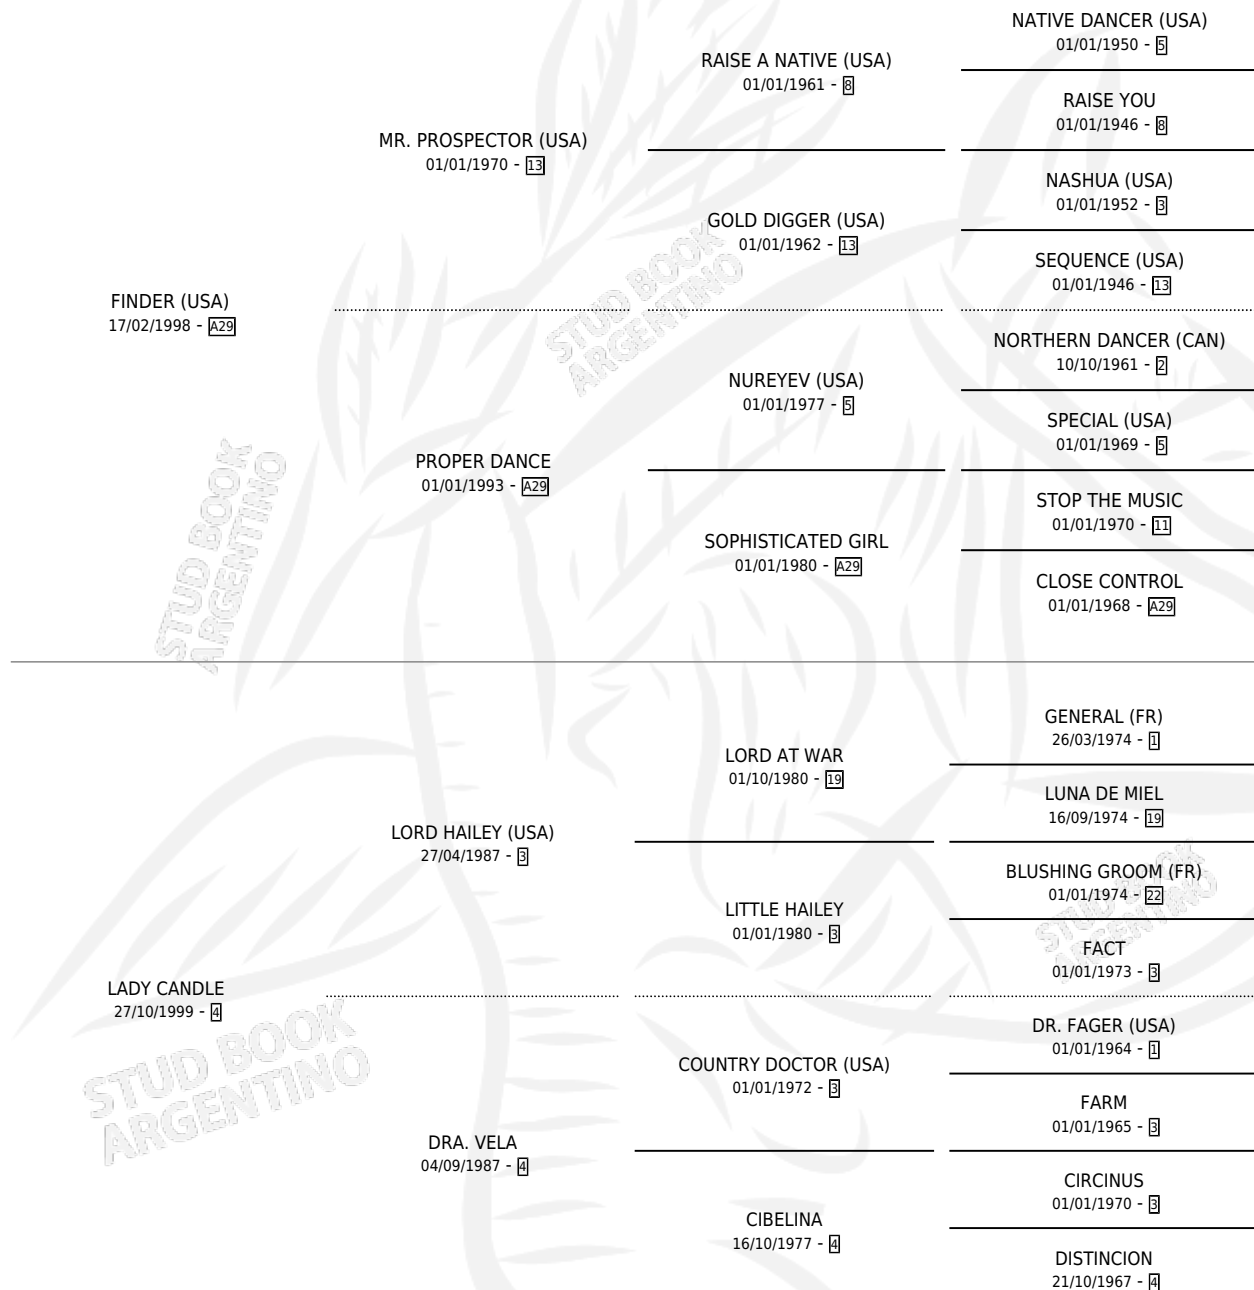 NATIVE DANCER (USA)
01/01/1950 - 5
RAISE A NATIVE (USA)
01/01/1961 - 8
RAISE YOU
01/01/1946 - 8
MR. PROSPECTOR (USA)
01/01/1970 - 13
NASHUA (USA)
01/01/1952 - 3
GOLD DIGGER (USA)
01/01/1962 - 13
SEQUENCE (USA)
01/01/1946 - 13
FINDER (USA)
17/02/1998 - A29
NORTHERN DANCER (CAN)
10/10/1961 - 2
NUREYEV (USA)
01/01/1977 - 5
SPECIAL (USA)
01/01/1969 - 5
PROPER DANCE
01/01/1993 - A29
STOP THE MUSIC
01/01/1970 - 11
SOPHISTICATED GIRL
01/01/1980 - A29
CLOSE CONTROL
01/01/1968 - A29
GENERAL (FR)
26/03/1974 - 1
LORD AT WAR
01/10/1980 - 19
LUNA DE MIEL
16/09/1974 - 19
LORD HAILEY (USA)
27/04/1987 - 3
BLUSHING GROOM (FR)
01/01/1974 - 22
LITTLE HAILEY
01/01/1980 - 3
FACT
01/01/1973 - 3
LADY CANDLE
27/10/1999 - 4
DR. FAGER (USA)
01/01/1964 - 1
COUNTRY DOCTOR (USA)
01/01/1972 - 3
FARM
01/01/1965 - 3
DRA. VELA
04/09/1987 - 4
CIRCINUS
01/01/1970 - 3
CIBELINA
16/10/1977 - 4
DISTINCION
21/10/1967 - 4
STUD BOOK
ARGENTINO
STUD BOOK
ARGENTINO
STUD BOOK
ARGENTINO
STUD BOOK
ARGENTINO